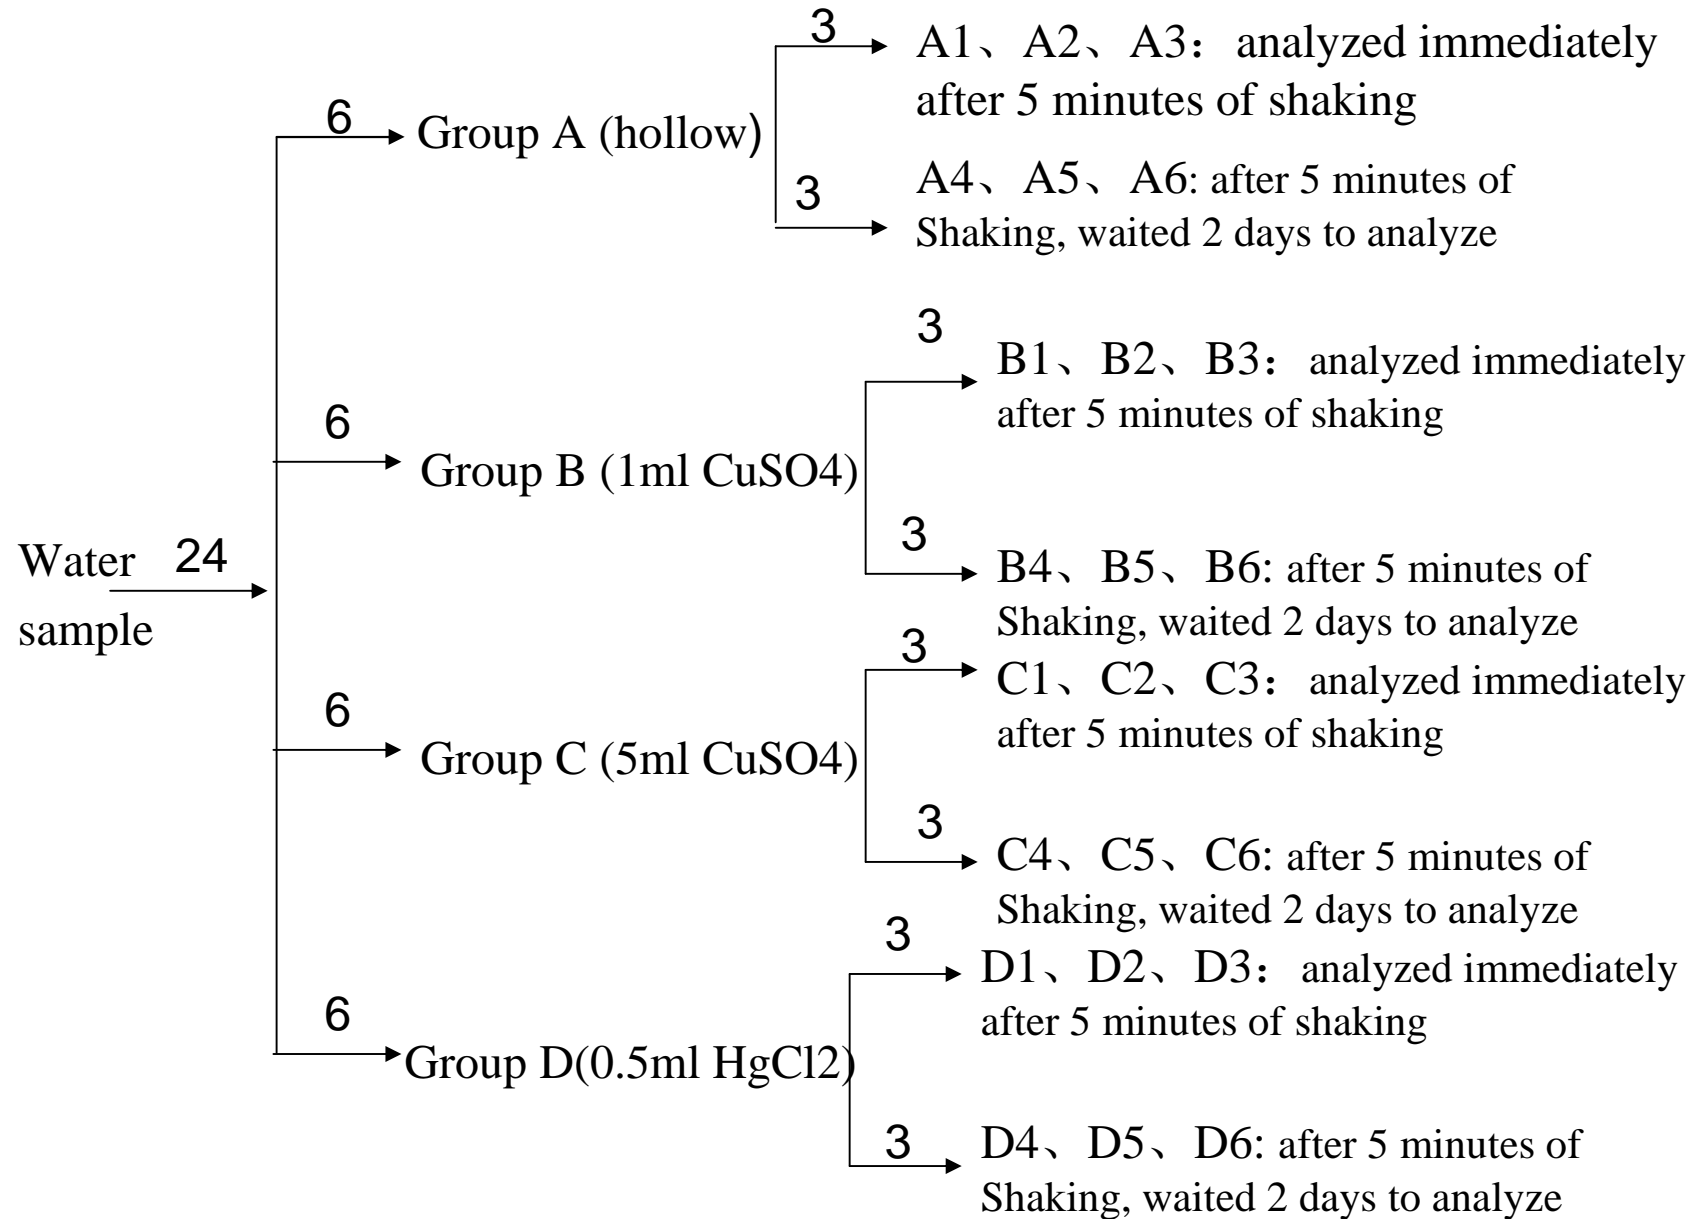 Water 24
sample
6
Group A (hollow)
3
A1、A2、A3：analyzed immediately
after 5 minutes of shaking
3
A4、A5、A6: after 5 minutes of
Shaking, waited 2 days to analyze
6
Group B (1ml CuSO4)
3
B1、B2、B3：analyzed immediately
after 5 minutes of shaking
3
B4、B5、B6: after 5 minutes of
Shaking, waited 2 days to analyze
6
Group C (5ml CuSO4)
3
C1、C2、C3：analyzed immediately
after 5 minutes of shaking
3
C4、C5、C6: after 5 minutes of
Shaking, waited 2 days to analyze
6
Group D(0.5ml HgCl2)
3
D1、D2、D3：analyzed immediately
after 5 minutes of shaking
3
D4、D5、D6: after 5 minutes of
Shaking, waited 2 days to analyze